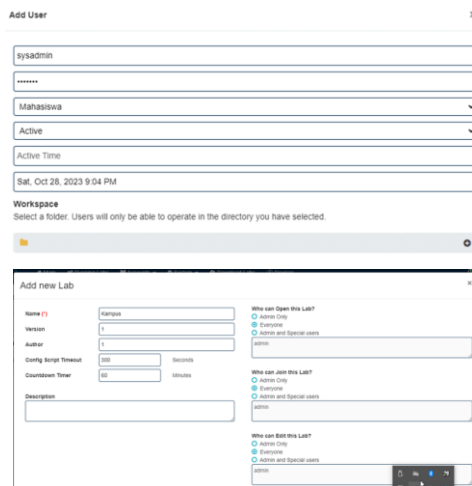 Add User
sysadmin
•••••••
Mahasiswa
Active
Active Time
Sat, Oct 28, 2023 9:04 PM
Workspace
Select a folder. Users will only be able to operate in the directory you have selected.
Add new Lab
Name (*)
Kampus
Version
1
Author
1
Config Script Timeout
300
Seconds
Countdown Timer
60
Minutes
Description
Who can Open this Lab?
Admin Only
Everyone
Admin and Special users
admin
Who can Join this Lab?
Admin Only
Everyone
Admin and Special users
admin
Who can Edit this Lab?
Admin Only
Everyone
Admin and Special users
admin